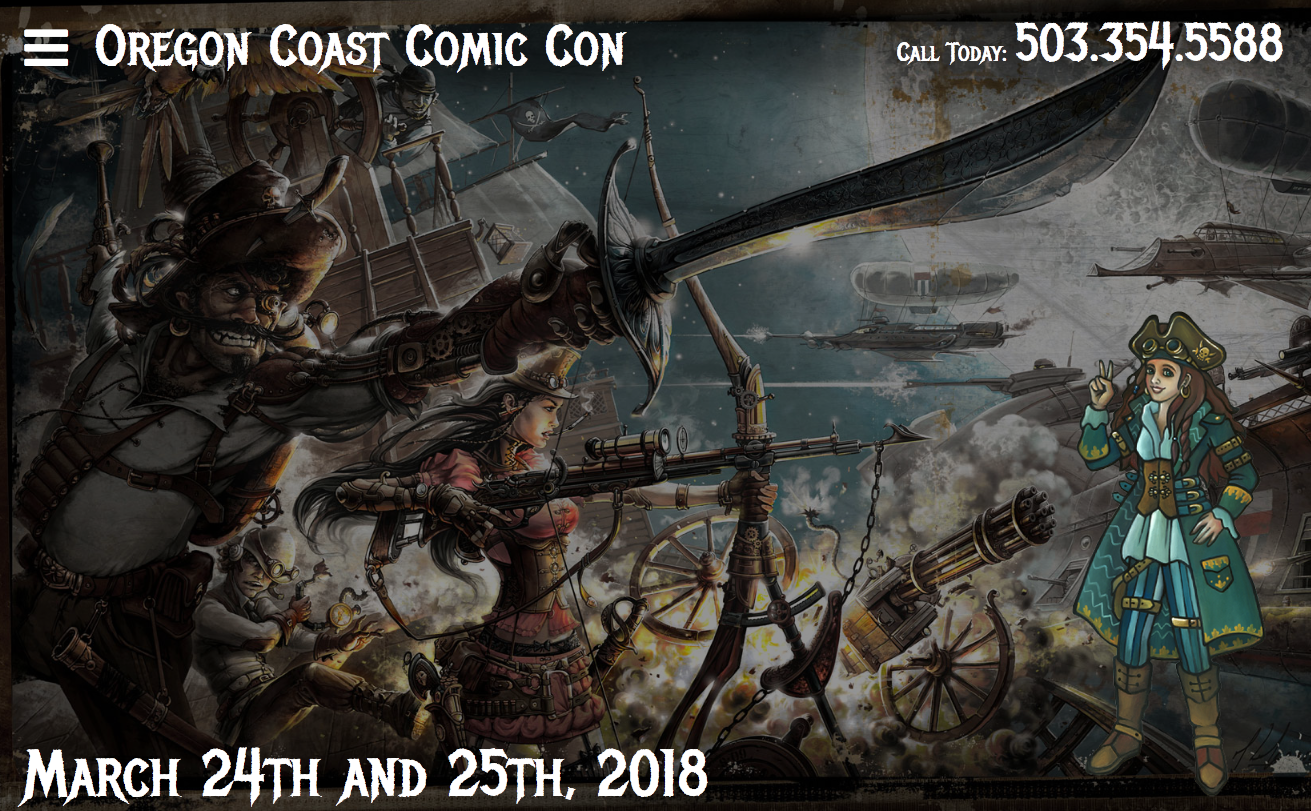 Oregon Coast Comic Con
Call Today: 503.354.5588
March 24th and 25th, 2018